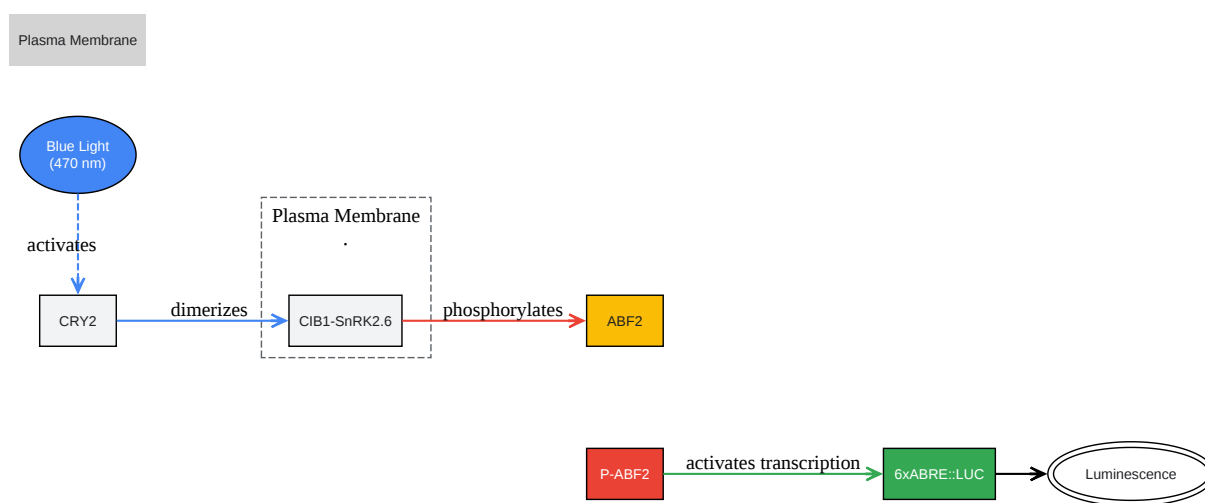 Plasma Membrane
Blue Light
(470 nm)
activates
Plasma Membrane
.
CRY2
dimerizes
CIB1-SnRK2.6
phosphorylates
ABF2
P-ABF2
activates transcription
6xABRE::LUC
Luminescence